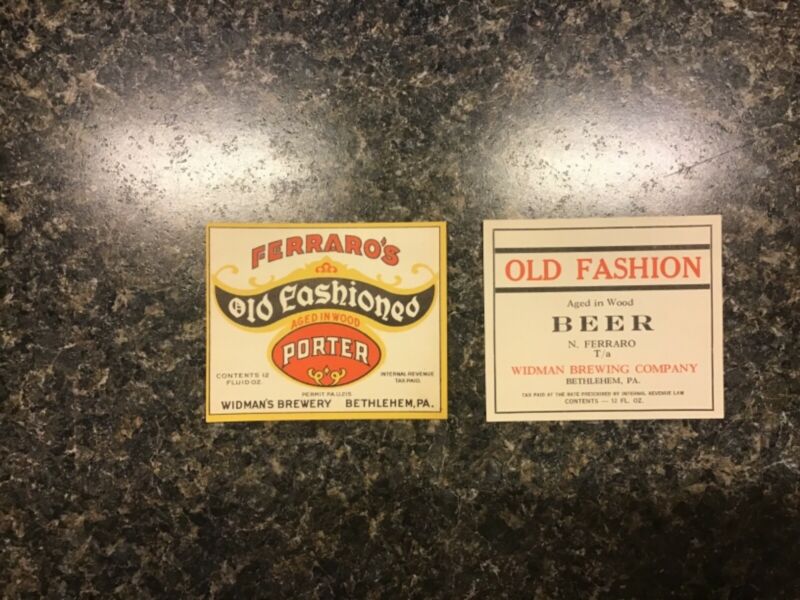 FERRARO'S
Old Fashioned
AGED IN WOOD
PORTER
CONTENTS 12
FLUID OZ.
INTERNAL REVENUE
TAX PAID.
PERMIT PA. U.215
WIDMAN'S BREWERY BETHLEHEM, PA.
OLD FASHION
Aged in Wood
BEER
N. FERRARO
T/a
WIDMAN BREWING COMPANY
BETHLEHEM, PA.
TAX PAID AT THE RATE PRESCRIBED BY INTERNAL REVENUE LAW
CONTENTS — 12 FL. OZ.